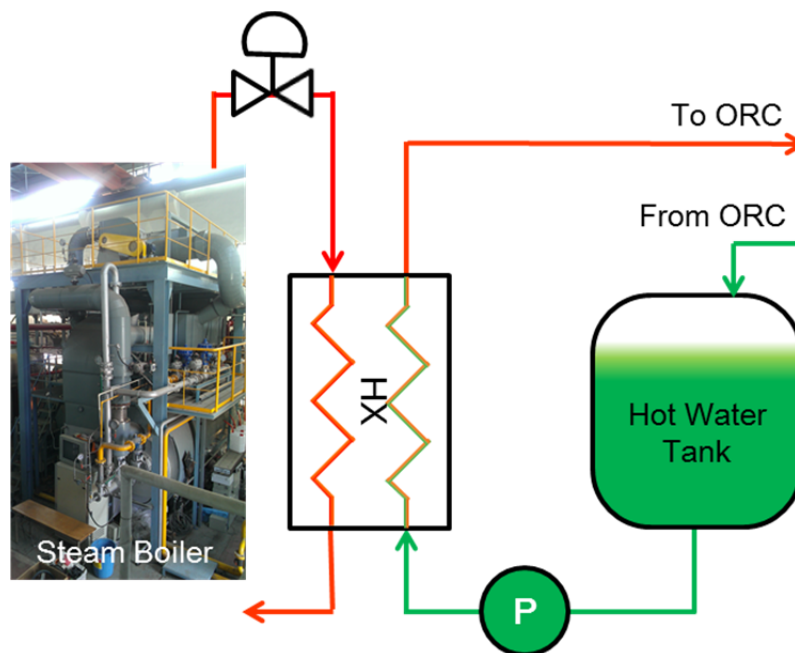 To ORC
From ORC
HX
Hot Water
Tank
Steam Boiler
P